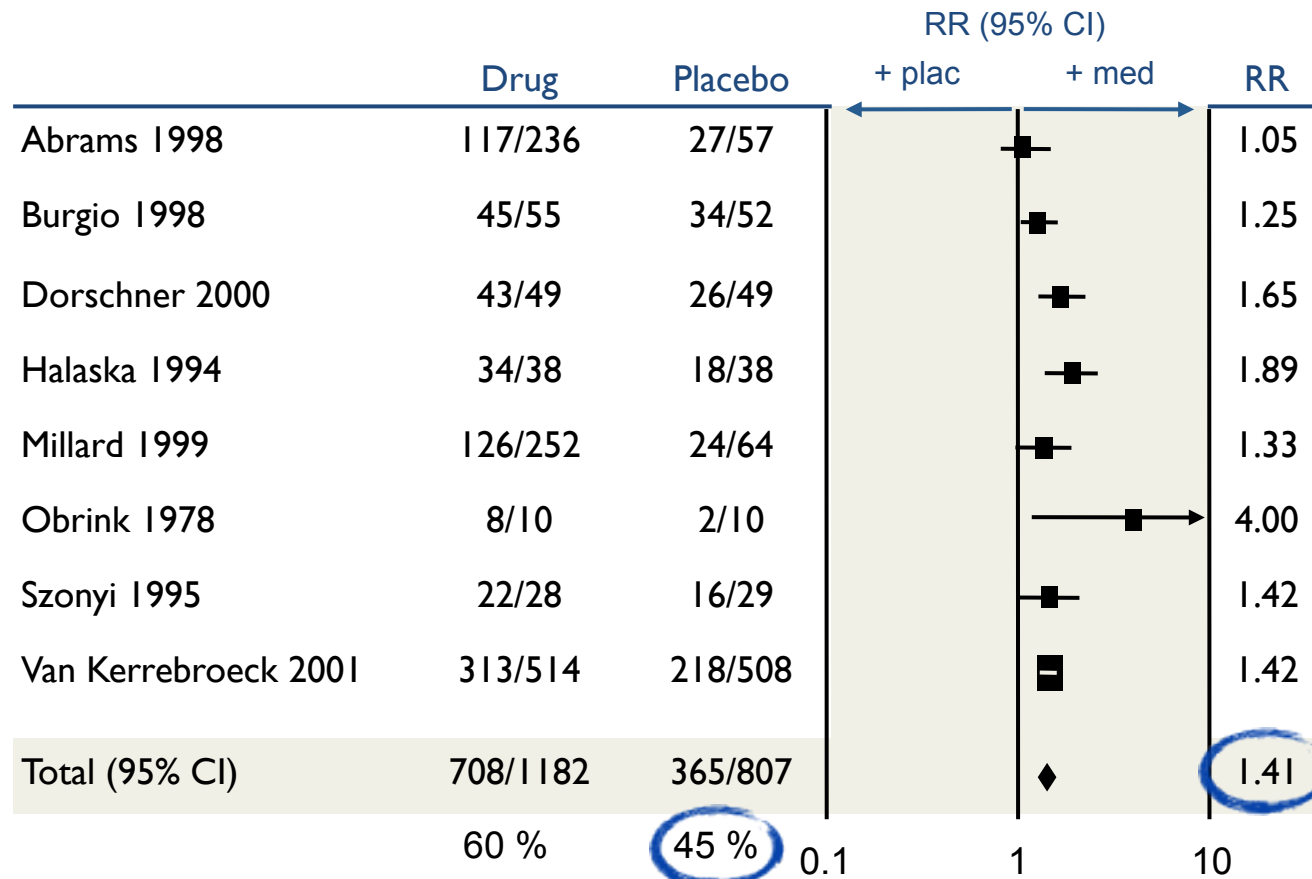 RR (95% CI)
Drug Placebo + plac + med RR
Abrams 1998 117/236 27/57 1.05
Burgio 1998 45/55 34/52 1.25
Dorschner 2000 43/49 26/49 1.65
Halaska 1994 34/38 18/38 1.89
Millard 1999 126/252 24/64 1.33
Obrink 1978 8/10 2/10 4.00
Szonyi 1995 22/28 16/29 1.42
Van Kerrebroeck 2001 313/514 218/508 1.42
Total (95% CI) 708/1182 365/807 1.41
60 % 45 % 0.1 1 10